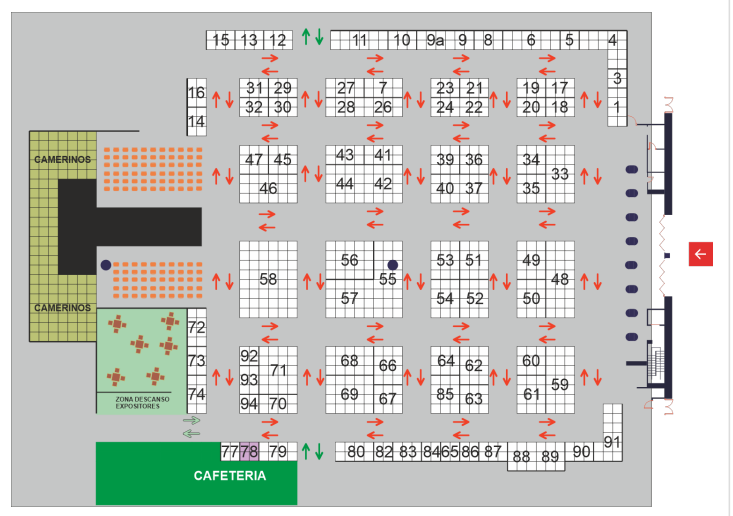 15 13 12 11 10 9a 9 8 6 5 4
3
1
16
14
31 29 27 7 23 21 19 17
32 30 28 26 24 22 20 18
CAMERINOS
47 45 43 41 39 36 34
46 44 42 40 37 35 33
56 53 51 49
58 55 48
57 54 52 50
CAMERINOS
72
73
74
92 71 68 66 64 62 60
93 59
94 70 69 67 85 63 61
ZONA DESCANSO
EXPOSITORES
77 78 79 80 82 83 84 65 86 87 88 89 90 91
CAFETERIA